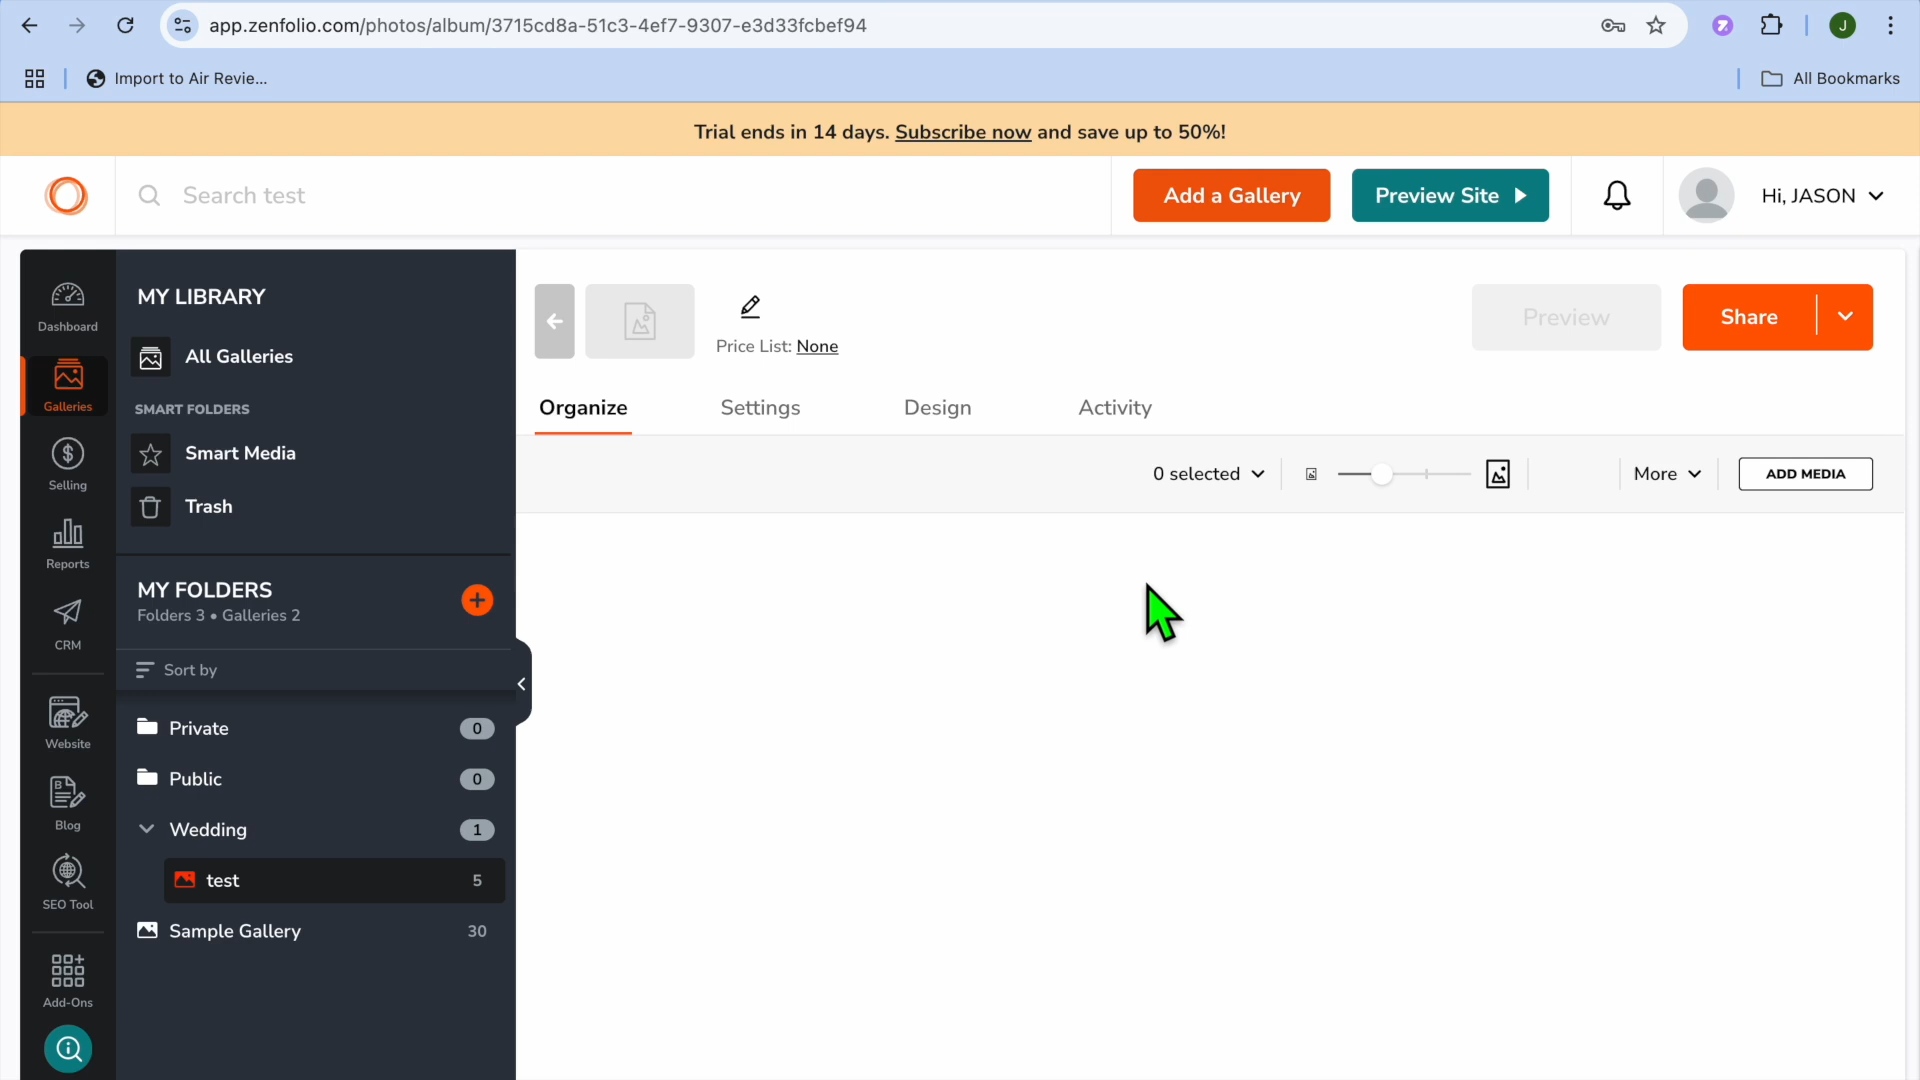 app.zenfolio.com/photos/album/3715cd8a-51c3-4ef7-9307-e3d33fcbef94
J
Import to Air Revie...
All Bookmarks
Trial ends in 14 days. Subscribe now and save up to 50%!
Search test
Add a Gallery
Preview Site
Hi, JASON
Dashboard
Galleries
Selling
Reports
CRM
Website
Blog
SEO Tool
Add-Ons
MY LIBRARY
All Galleries
SMART FOLDERS
Smart Media
Trash
MY FOLDERS
Folders 3 • Galleries 2
Sort by
Private 0
Public 0
Wedding 1
test 5
Sample Gallery 30
Price List: None
Preview
Share
Organize
Settings
Design
Activity
0 selected
More
ADD MEDIA